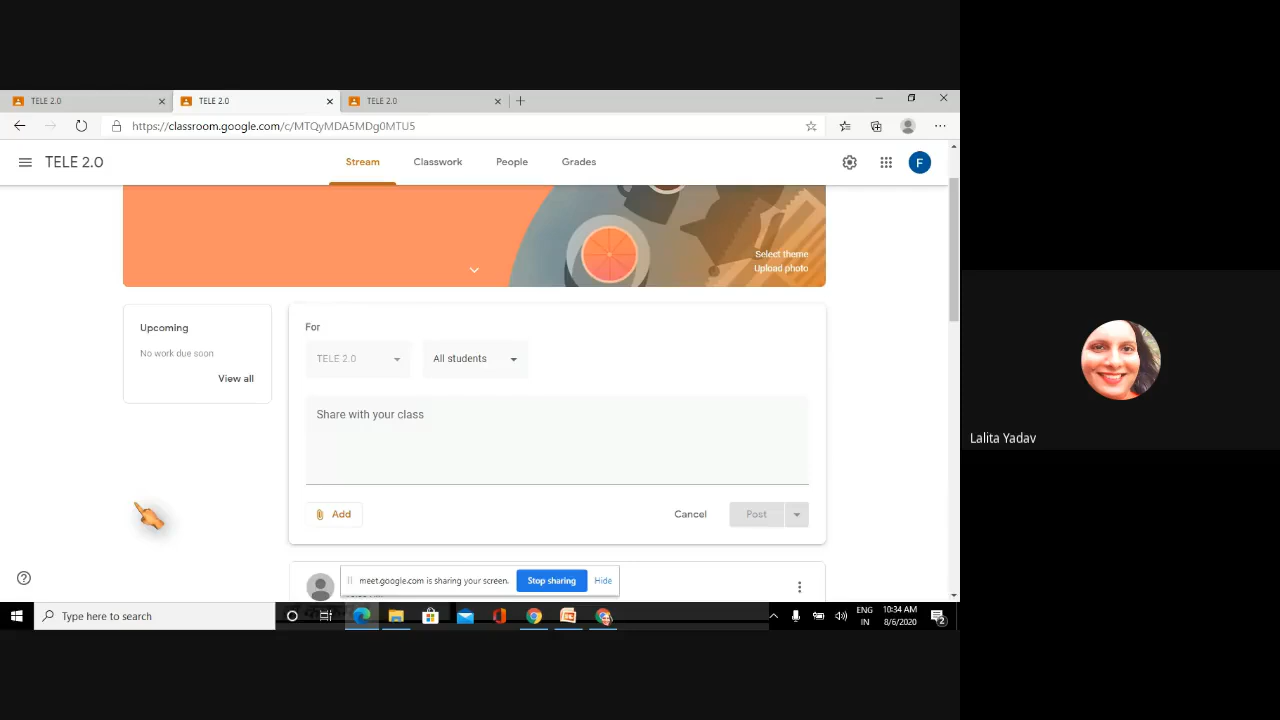 TELE 2.0
TELE 2.0
TELE 2.0
https://classroom.google.com/c/MTQyMDA5MDg0MTU5
TELE 2.0
Stream
Classwork
People
Grades
F
Select theme
Upload photo
Upcoming
No work due soon
View all
For
TELE 2.0
All students
Share with your class
Add
Cancel
Post
Lalita Yadav
meet.google.com is sharing your screen.
Stop sharing
Hide
Type here to search
ENG
IN
10:34 AM
8/6/2020
2